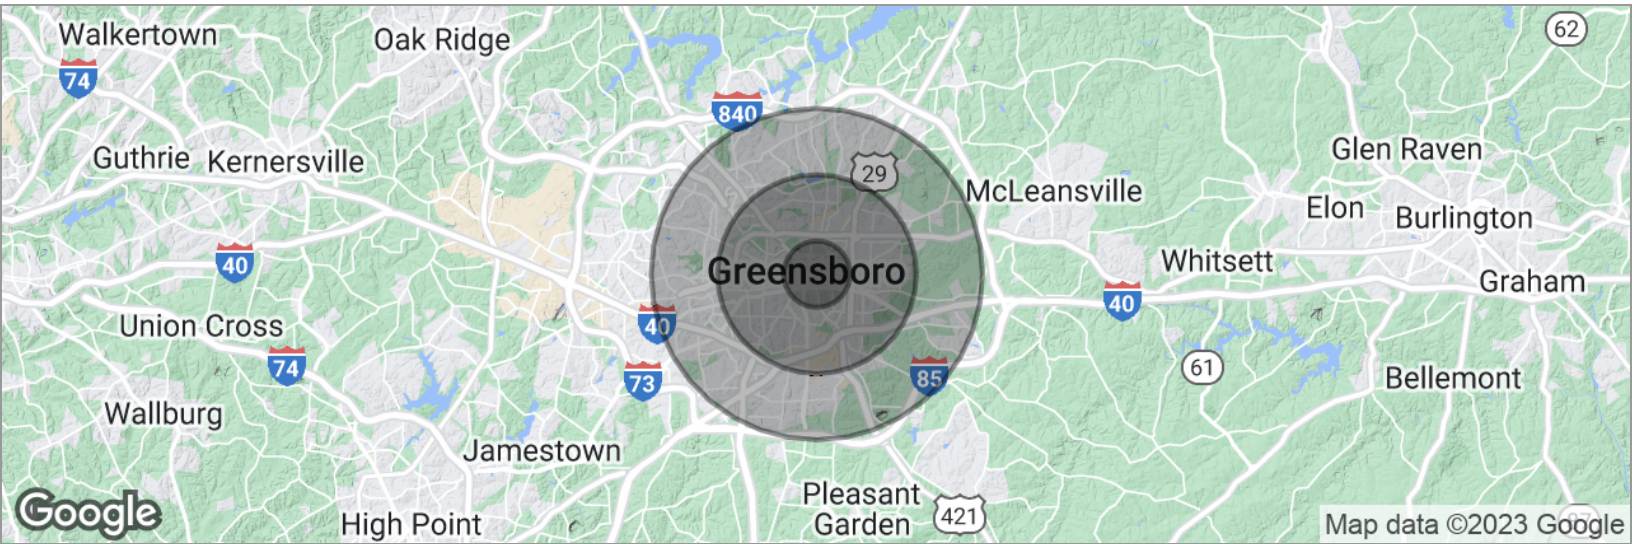 Walkertown
Oak Ridge
62
74
840
Guthrie
Kernersville
29
Glen Raven
McLeansville
Elon
Burlington
40
Greensboro
Whitsett
Graham
40
Union Cross
40
74
73
85
61
Bellemont
Wallburg
Jamestown
Pleasant
Garden
421
Google
High Point
Map data ©2023 Google